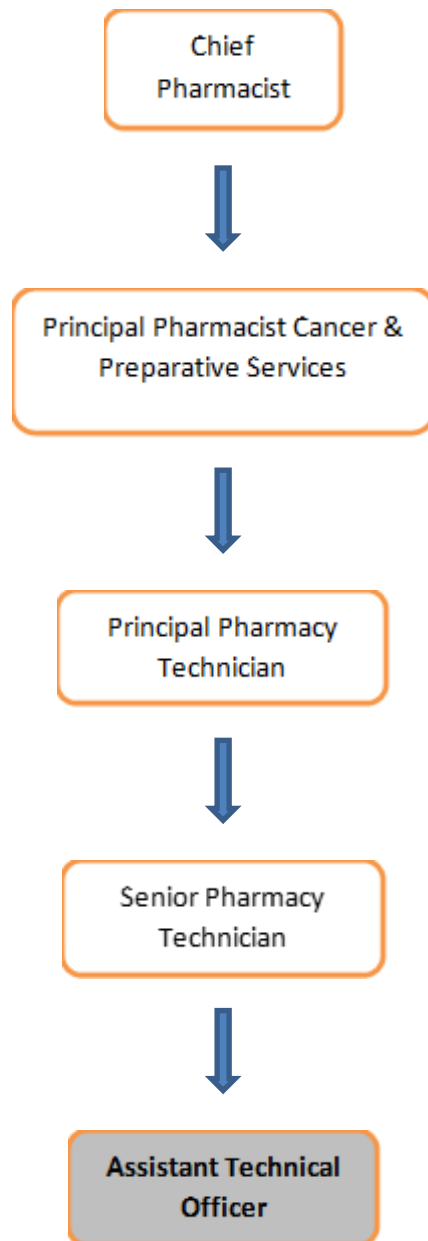 Chief
Pharmacist
Principal Pharmacist Cancer &
Preparative Services
Principal Pharmacy
Technician
Senior Pharmacy
Technician
Assistant Technical
Officer